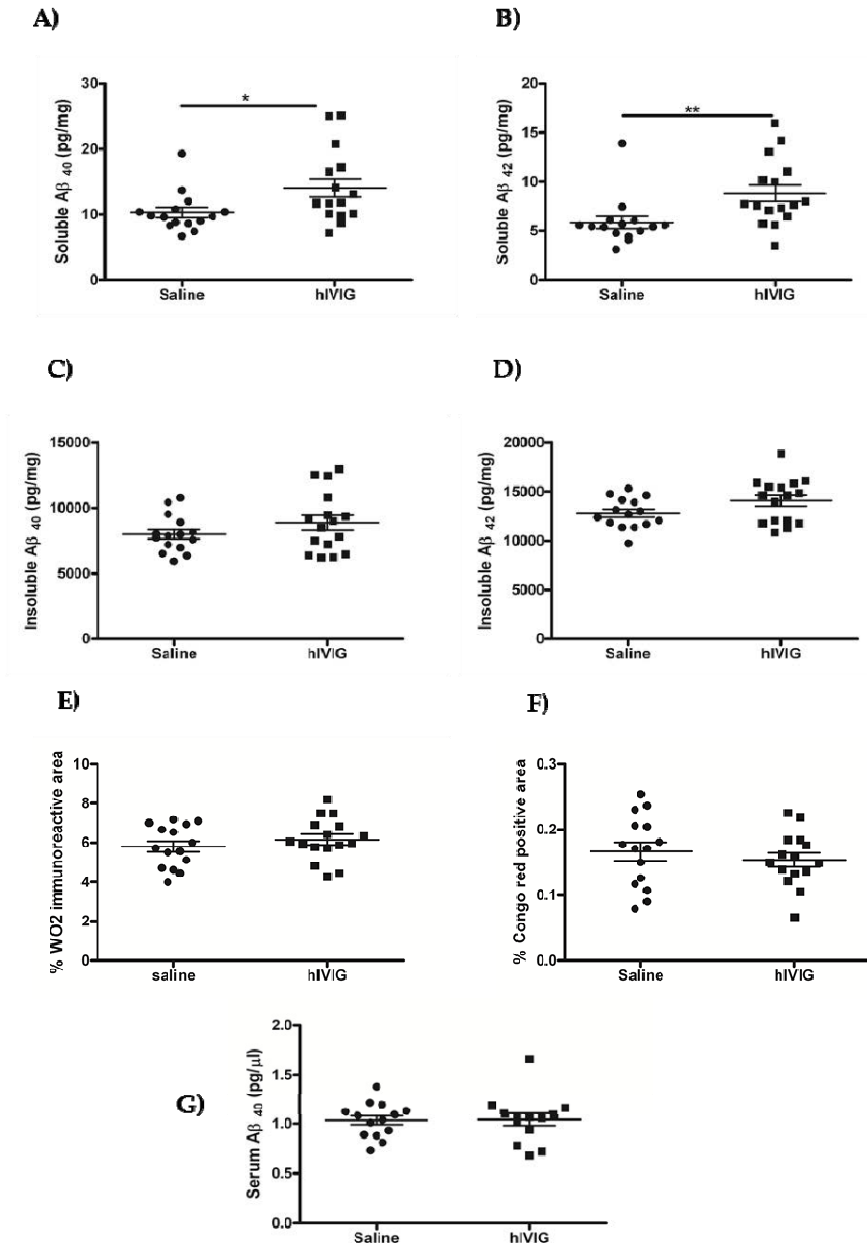 A)
B)
30
20
10
0
Soluble Aβ 40 (pg/mg)
*
Saline
hIVIG
20
15
10
5
0
Soluble Aβ 42 (pg/mg)
**
Saline
hIVIG
C)
D)
15000
10000
5000
0
Insoluble Aβ 40 (pg/mg)
Saline
hIVIG
20000
15000
10000
5000
0
Insoluble Aβ 42 (pg/mg)
Saline
hIVIG
E)
F)
10
8
6
4
2
0
% WO2 immunoreactive area
saline
hIVIG
0.3
0.2
0.1
0.0
% Congo red positive area
Saline
hIVIG
G)
2.0
1.5
1.0
0.5
0.0
Serum Aβ 40 (pg/μl)
Saline
hIVIG